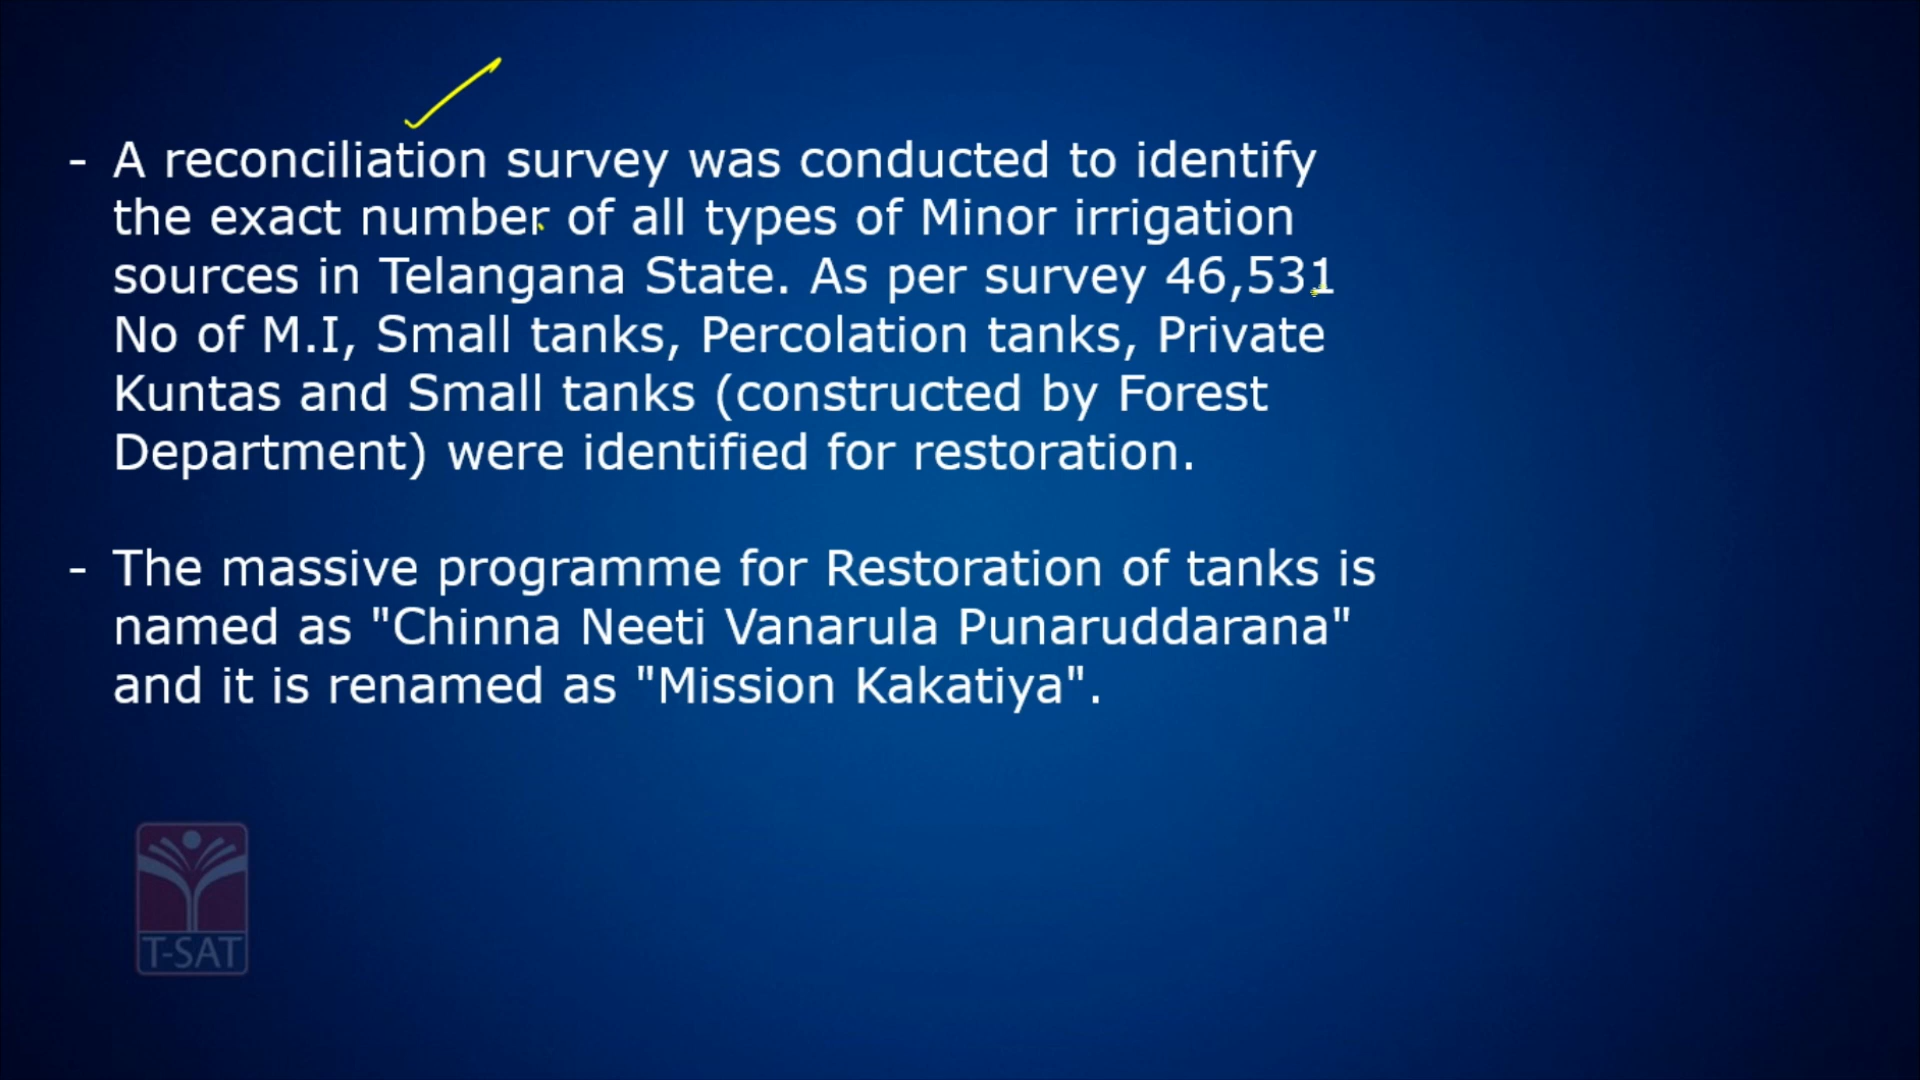 - A reconciliation survey was conducted to identify
the exact number of all types of Minor irrigation
sources in Telangana State. As per survey 46,531
No of M.I, Small tanks, Percolation tanks, Private
Kuntas and Small tanks (constructed by Forest
Department) were identified for restoration.
- The massive programme for Restoration of tanks is
named as "Chinna Neeti Vanarula Punaruddarana"
and it is renamed as "Mission Kakatiya".
T-SAT